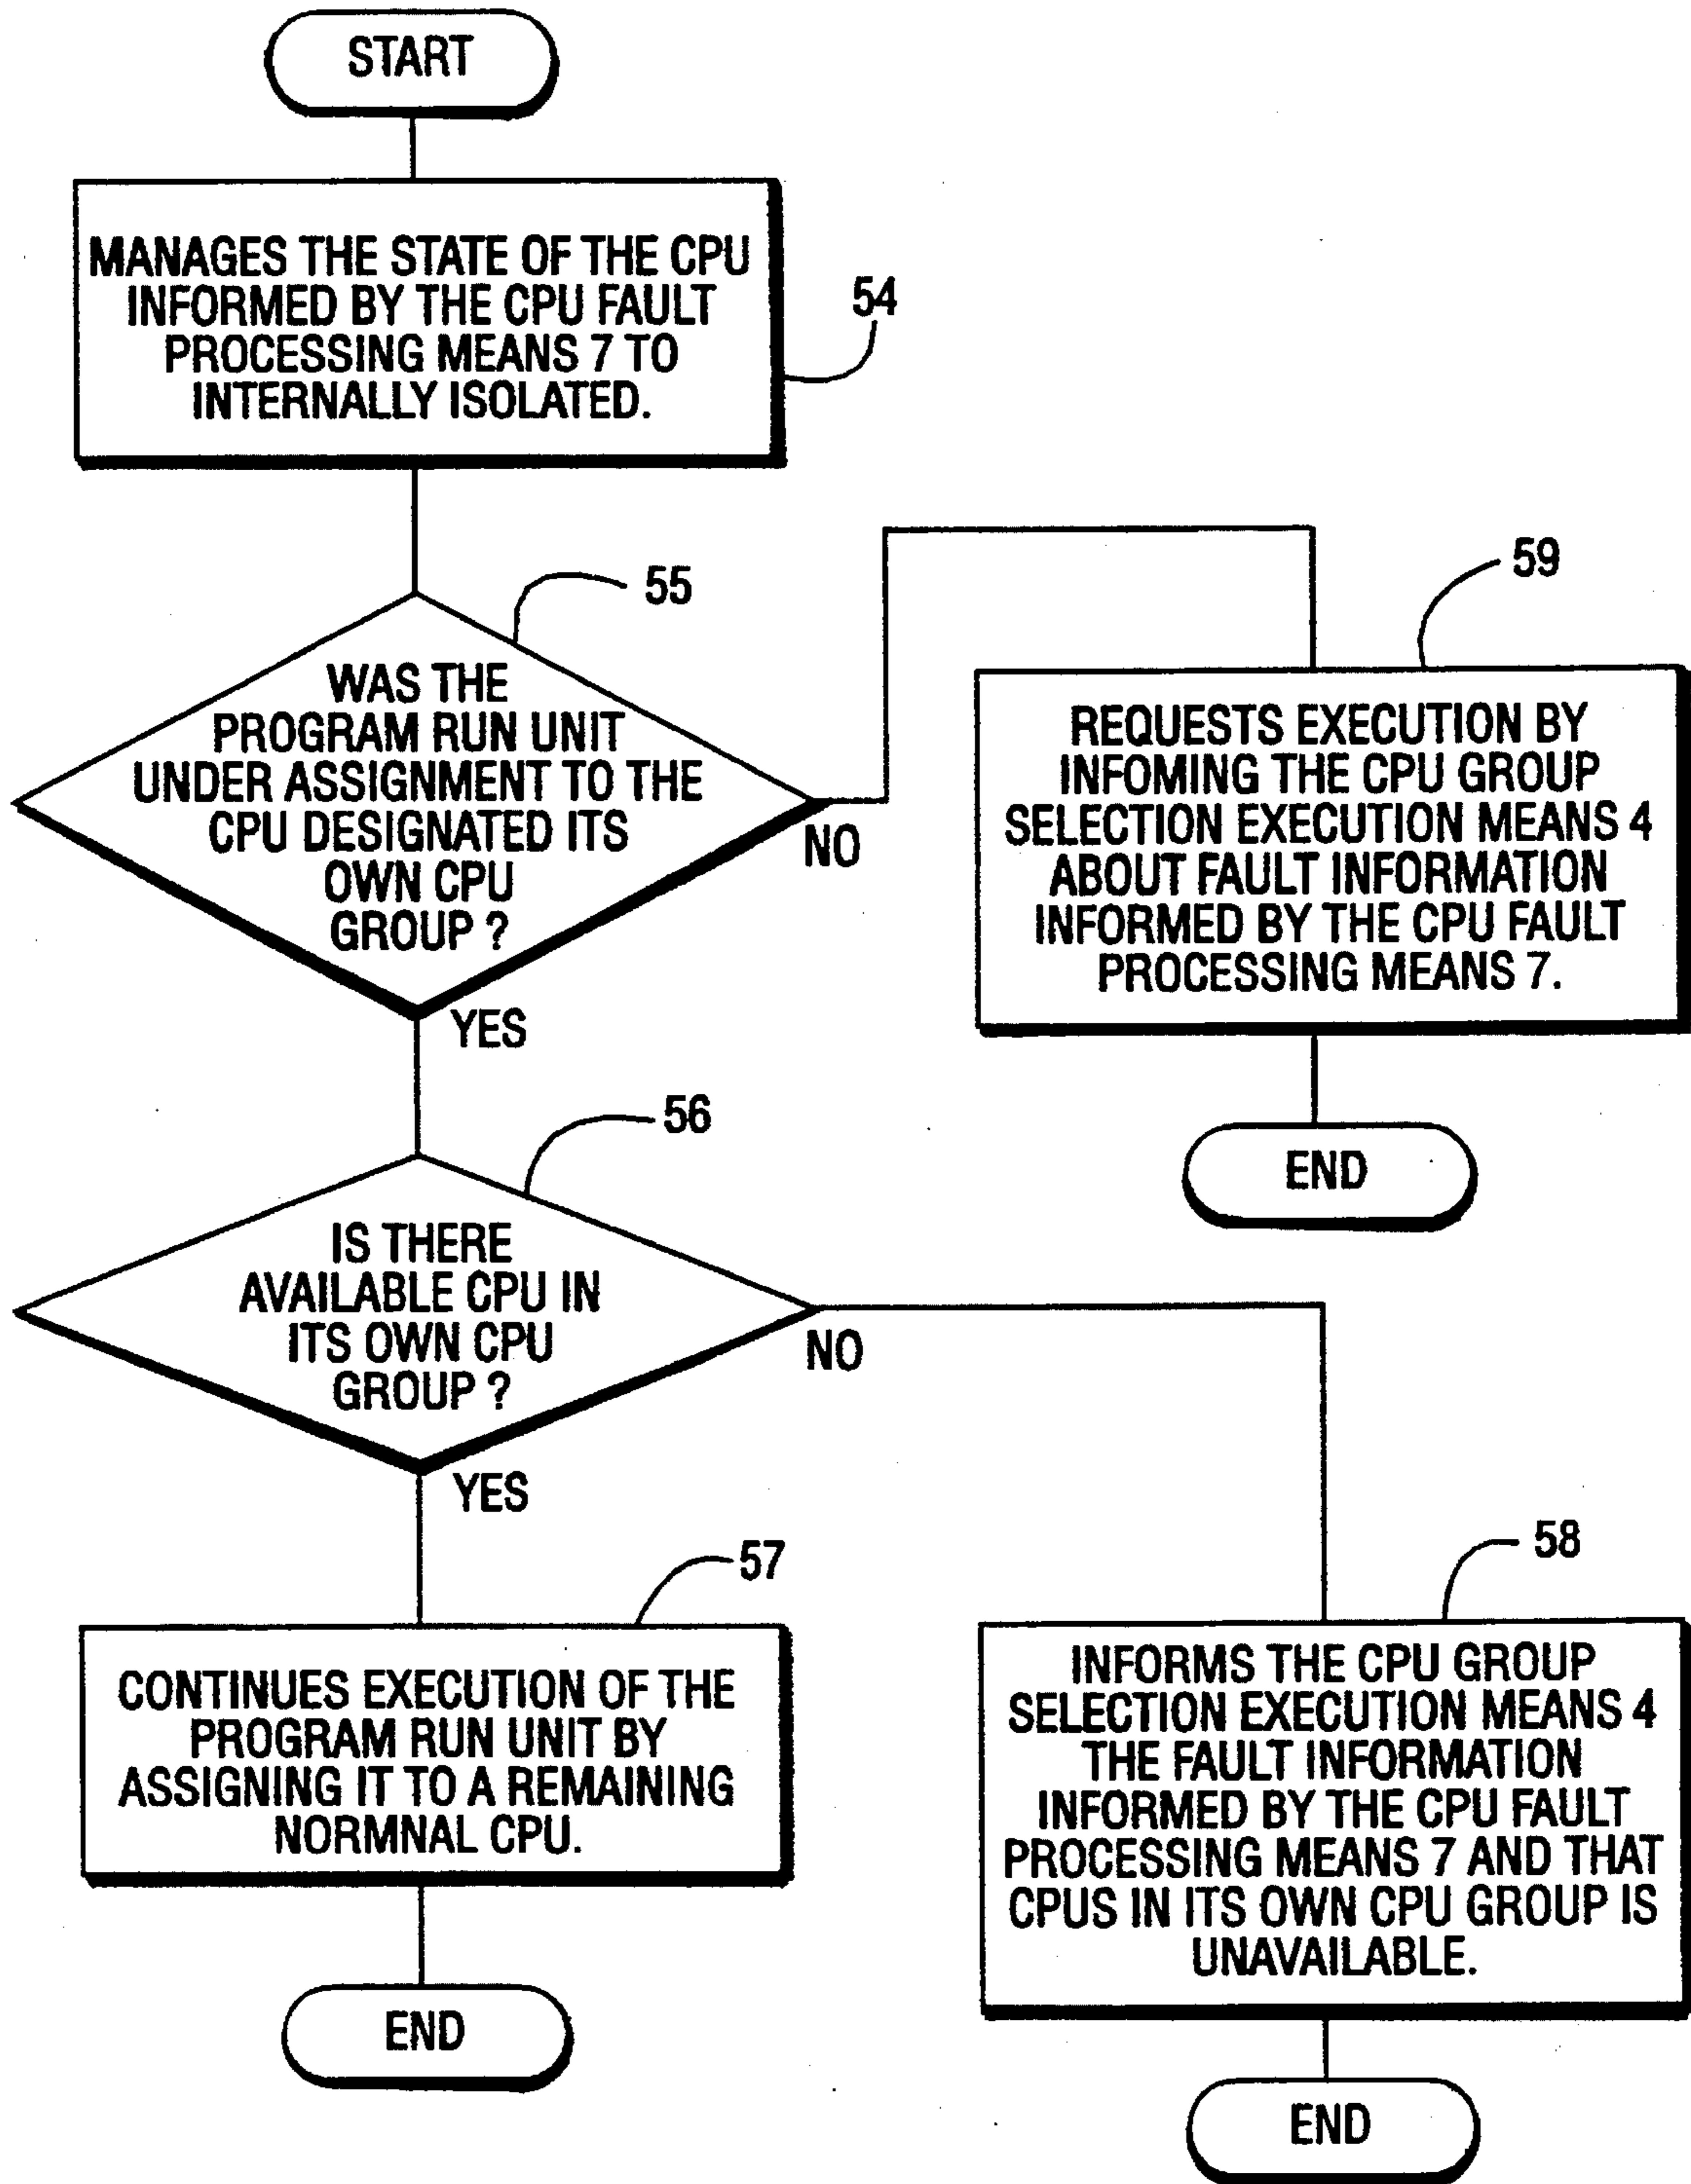 START
MANAGES THE STATE OF THE CPU
INFORMED BY THE CPU FAULT
PROCESSING MEANS 7 TO
INTERNALLY ISOLATED.
54
55
WAS THE
PROGRAM RUN UNIT
UNDER ASSIGNMENT TO THE
CPU DESIGNATED ITS
OWN CPU
GROUP ?
NO
YES
59
REQUESTS EXECUTION BY
INFOMING THE CPU GROUP
SELECTION EXECUTION MEANS 4
ABOUT FAULT INFORMATION
INFORMED BY THE CPU FAULT
PROCESSING MEANS 7.
END
56
IS THERE
AVAILABLE CPU IN
ITS OWN CPU
GROUP ?
NO
YES
57
CONTINUES EXECUTION OF THE
PROGRAM RUN UNIT BY
ASSIGNING IT TO A REMAINING
NORMNAL CPU.
END
58
INFORMS THE CPU GROUP
SELECTION EXECUTION MEANS 4
THE FAULT INFORMATION
INFORMED BY THE CPU FAULT
PROCESSING MEANS 7 AND THAT
CPUS IN ITS OWN CPU GROUP IS
UNAVAILABLE.
END